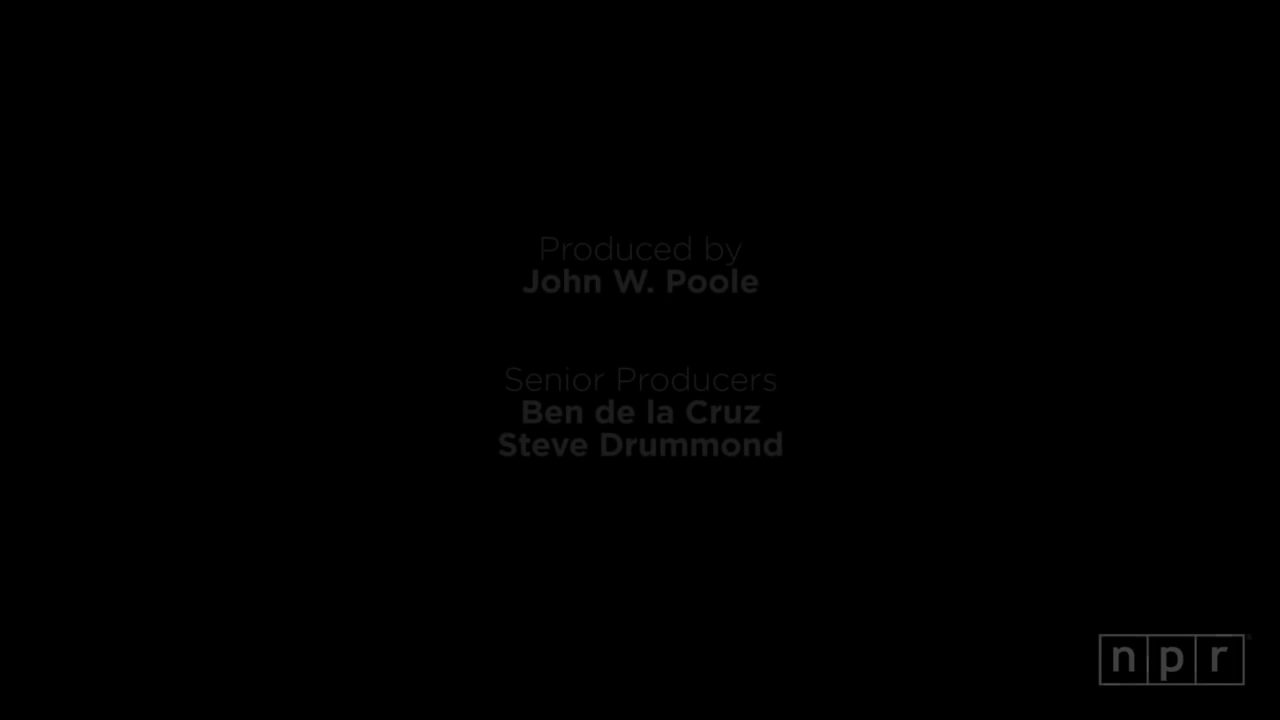 Produced by
John W. Poole
Senior Producers
Ben de la Cruz
Steve Drummond
npr